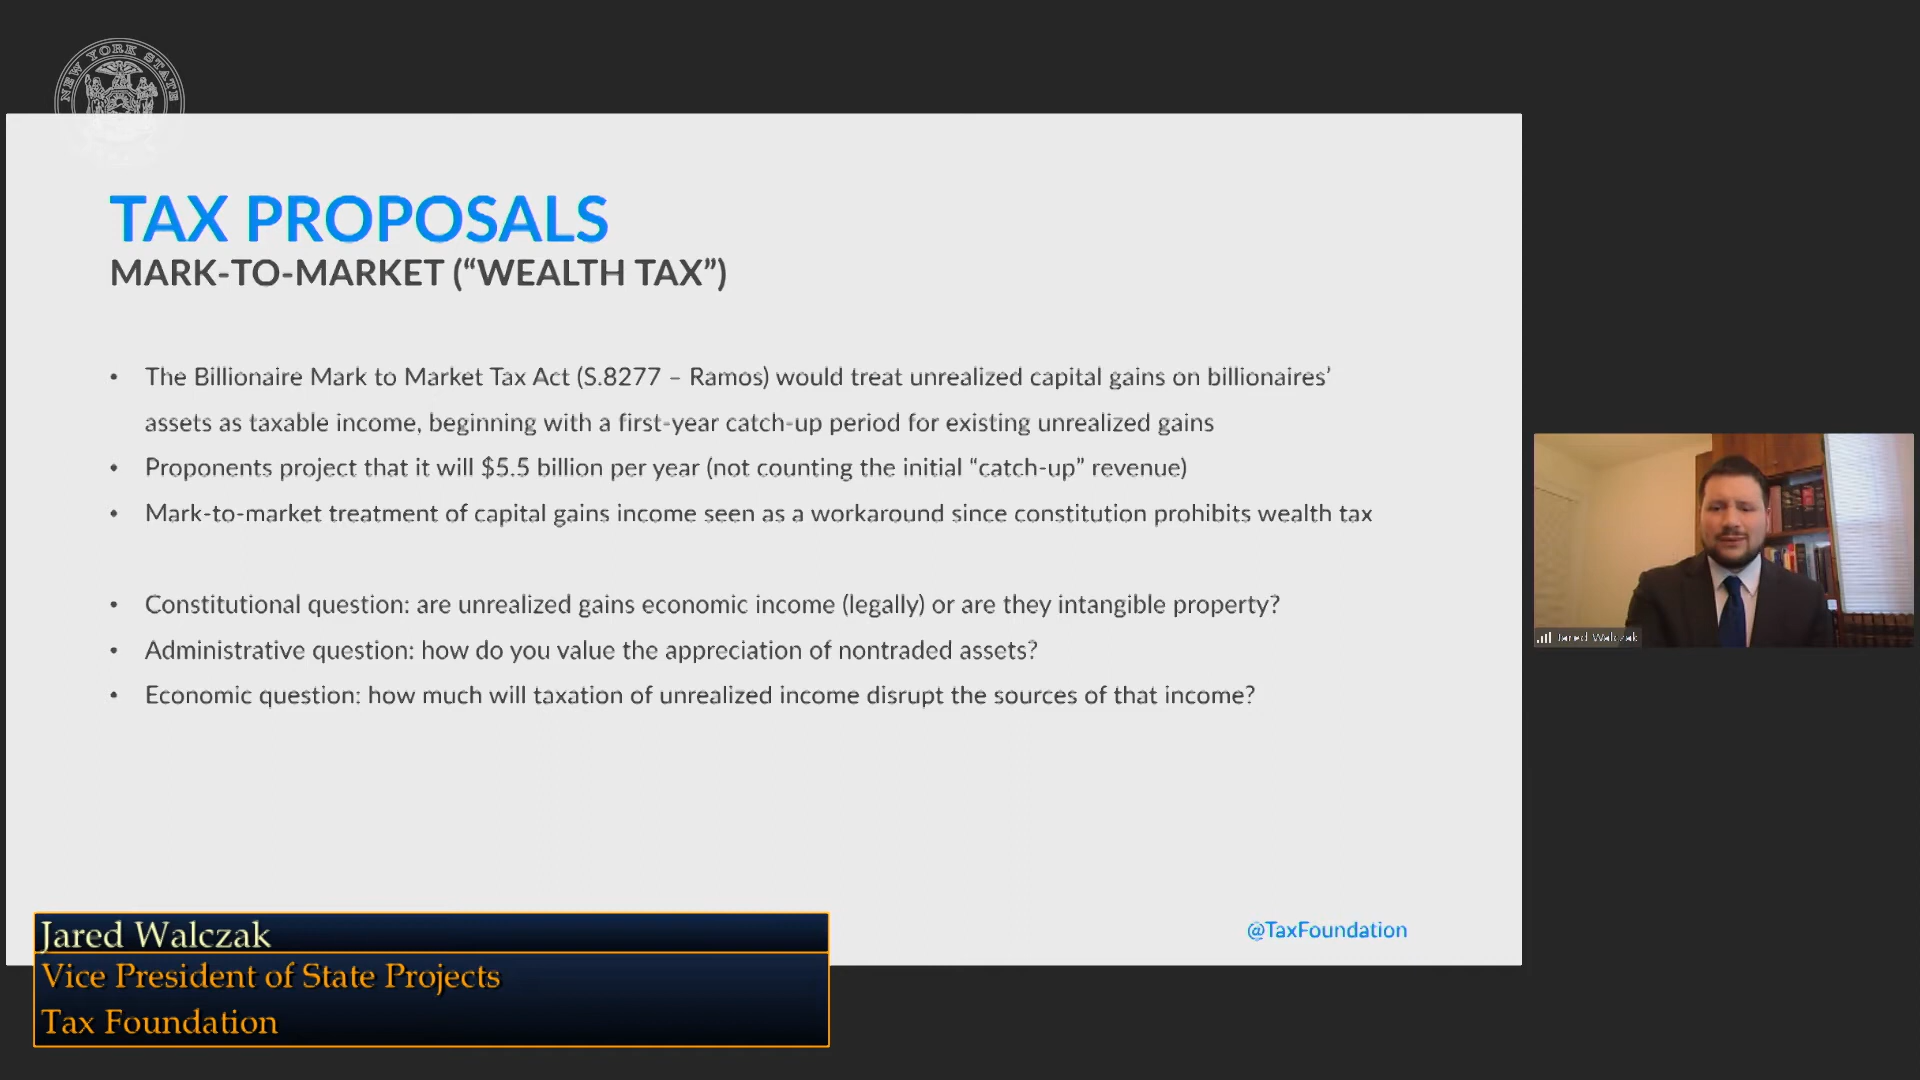 NEW YORK STATE
TAX PROPOSALS
MARK-TO-MARKET (“WEALTH TAX”)
• The Billionaire Mark to Market Tax Act (S.8277 – Ramos) would treat unrealized capital gains on billionaires’
assets as taxable income, beginning with a first-year catch-up period for existing unrealized gains
• Proponents project that it will $5.5 billion per year (not counting the initial “catch-up” revenue)
• Mark-to-market treatment of capital gains income seen as a workaround since constitution prohibits wealth tax
• Constitutional question: are unrealized gains economic income (legally) or are they intangible property?
• Administrative question: how do you value the appreciation of nontraded assets?
• Economic question: how much will taxation of unrealized income disrupt the sources of that income?
@TaxFoundation
Jared Walczak
Jared Walczak
Vice President of State Projects
Tax Foundation